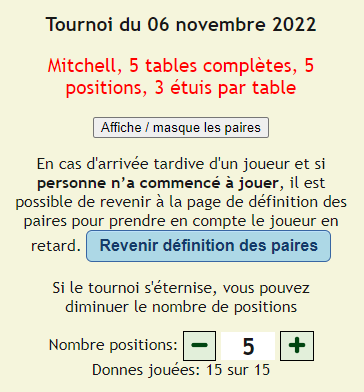 Tournoi du 06 novembre 2022
Mitchell, 5 tables complètes, 5
positions, 3 étuis par table
Affiche / masque les paires
En cas d'arrivée tardive d'un joueur et si
personne n’a commencé à jouer, il est
possible de revenir à la page de définition des
paires pour prendre en compte le joueur en
retard. Revenir définition des paires
Si le tournoi s'éternise, vous pouvez
diminuer le nombre de positions
Nombre positions: − 5 +
Donnes jouées: 15 sur 15